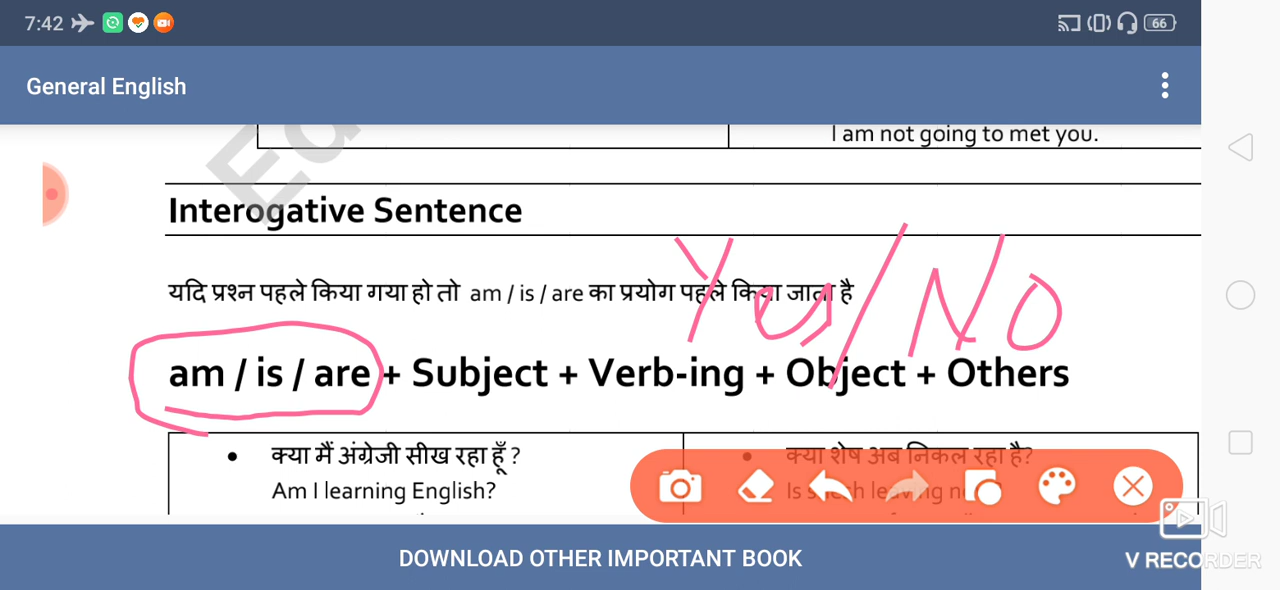 7:42 66
General English
I am not going to met you.
Interogative Sentence
यदि प्रश्न पहले किया गया हो तो am / is / are का प्रयोग पहले किया जाता है
Yes/No
am / is / are + Subject + Verb-ing + Object + Others
• क्या मैं अंग्रेजी सीख रहा हूँ ?
Am I learning English?
• क्या शेष अब निकल रहा है?
Is
DOWNLOAD OTHER IMPORTANT BOOK
V RECORDER